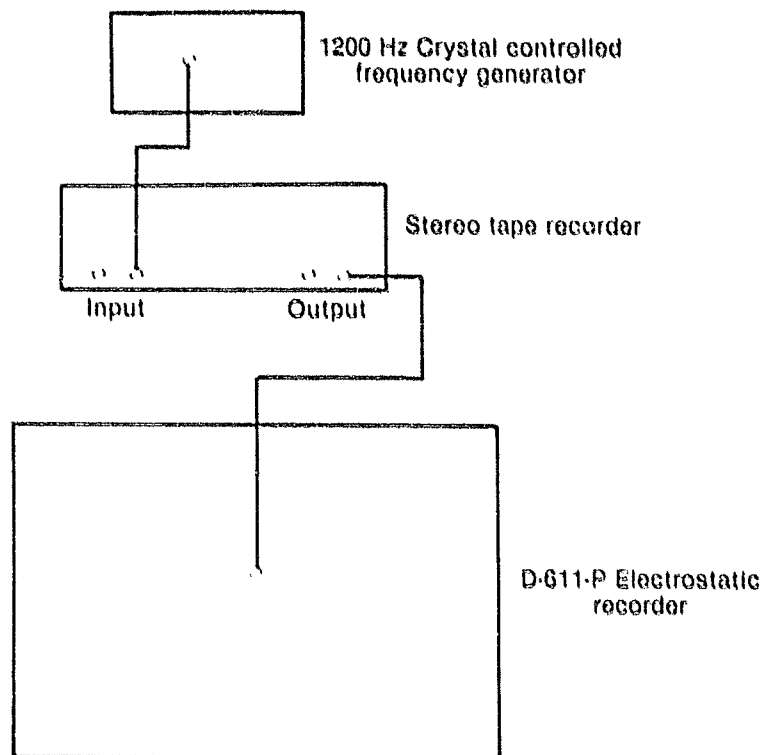 1200 Hz Crystal controlled
frequency generator
Stereo tape recorder
Input
Output
D-611-P Electrostatic
recorder